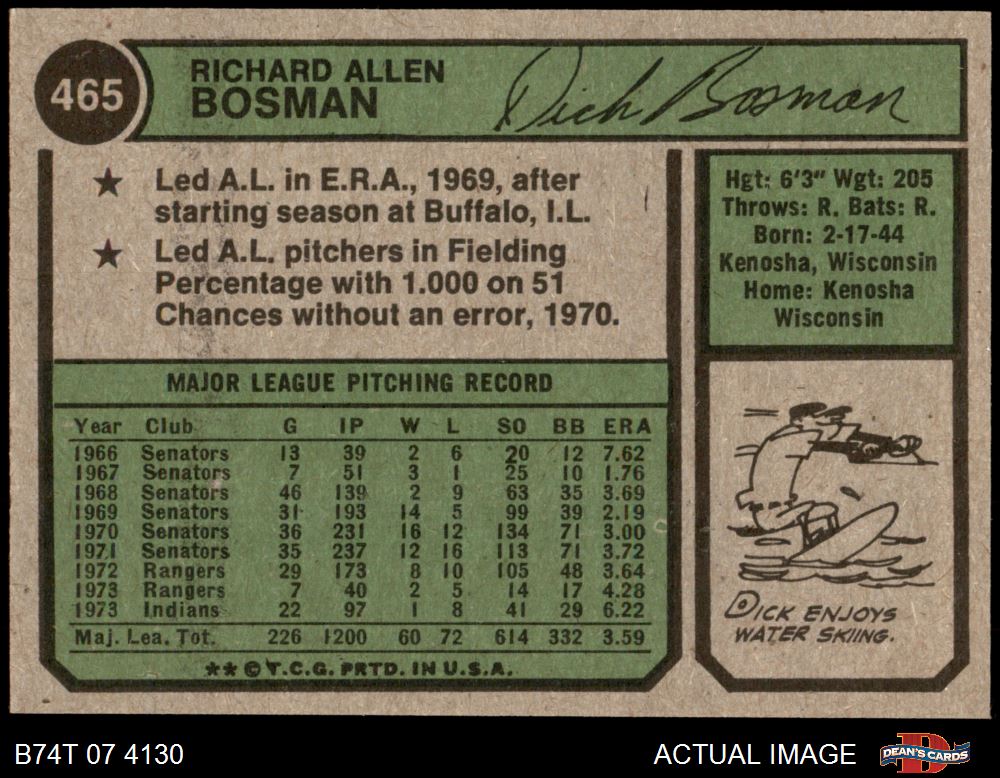 465
RICHARD ALLEN
BOSMAN
Dick Bosman
★ Led A.L. in E.R.A., 1969, after
starting season at Buffalo, I.L.
★ Led A.L. pitchers in Fielding
Percentage with 1.000 on 51
Chances without an error, 1970.
Hgt: 6'3" Wgt: 205
Throws: R. Bats: R.
Born: 2-17-44
Kenosha, Wisconsin
Home: Kenosha
Wisconsin
MAJOR LEAGUE PITCHING RECORD
Year Club G IP W L SO BB ERA
1966 Senators 13 39 2 6 20 12 7.62
1967 Senators 7 51 3 1 25 10 1.76
1968 Senators 46 139 2 9 63 35 3.69
1969 Senators 31 193 14 5 99 39 2.19
1970 Senators 36 231 16 12 134 71 3.00
1971 Senators 35 237 12 16 113 71 3.72
1972 Rangers 29 173 8 10 105 48 3.64
1973 Rangers 7 40 2 5 14 17 4.28
1973 Indians 22 97 1 8 41 29 6.22
Maj. Lea. Tot. 226 1200 60 72 614 332 3.59
★★ © T.C.G. PRTD. IN U.S.A.
DICK ENJOYS
WATER SKIING.
B74T 07 4130
ACTUAL IMAGE
DEAN'S CARDS